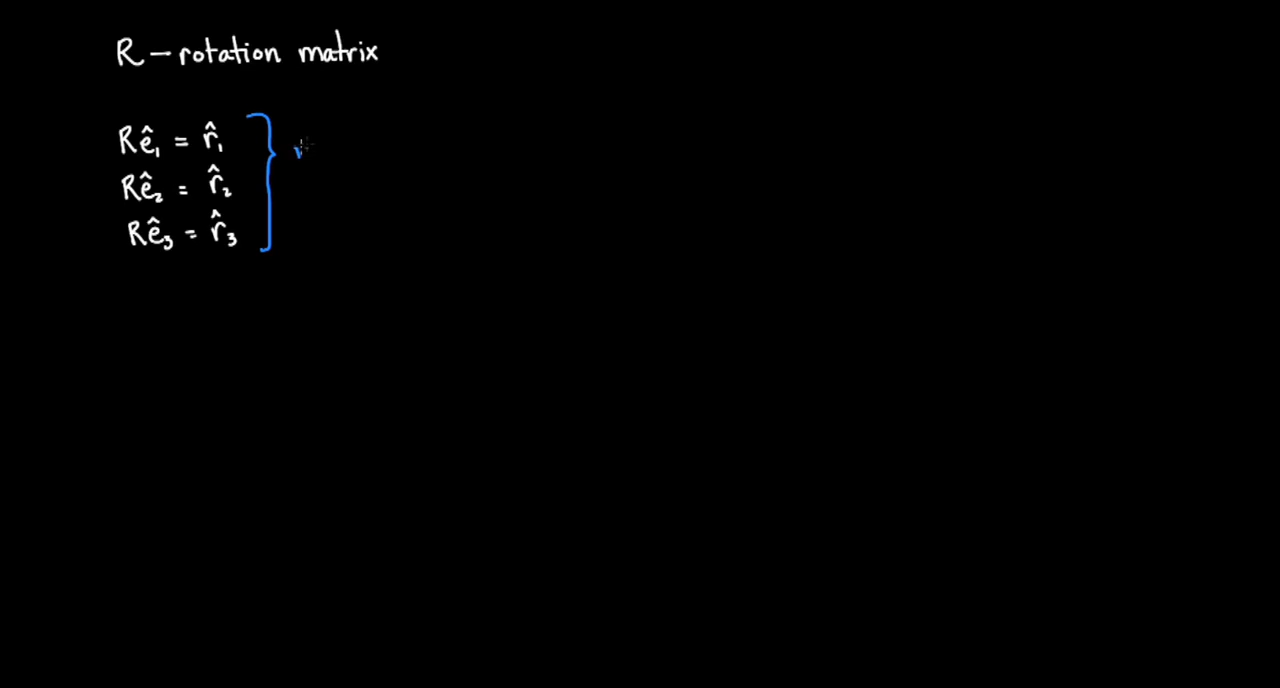 R – rotation matrix
Rê₁ = r̂₁
Rê₂ = r̂₂
Rê₃ = r̂₃